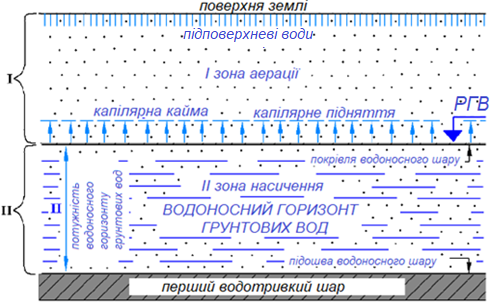 поверхня землі
підповерхневі води
I
I зона аерації
капілярна кайма
капілярне підняття
РГВ
покрівля водоносного шару
II
II
потужність
водоносного
горизонту
грунтових вод
II зона насичення
ВОДОНОСНИЙ ГОРИЗОНТ
ГРУНТОВИХ ВОД
підошва водоносного шару
перший водотривкий шар